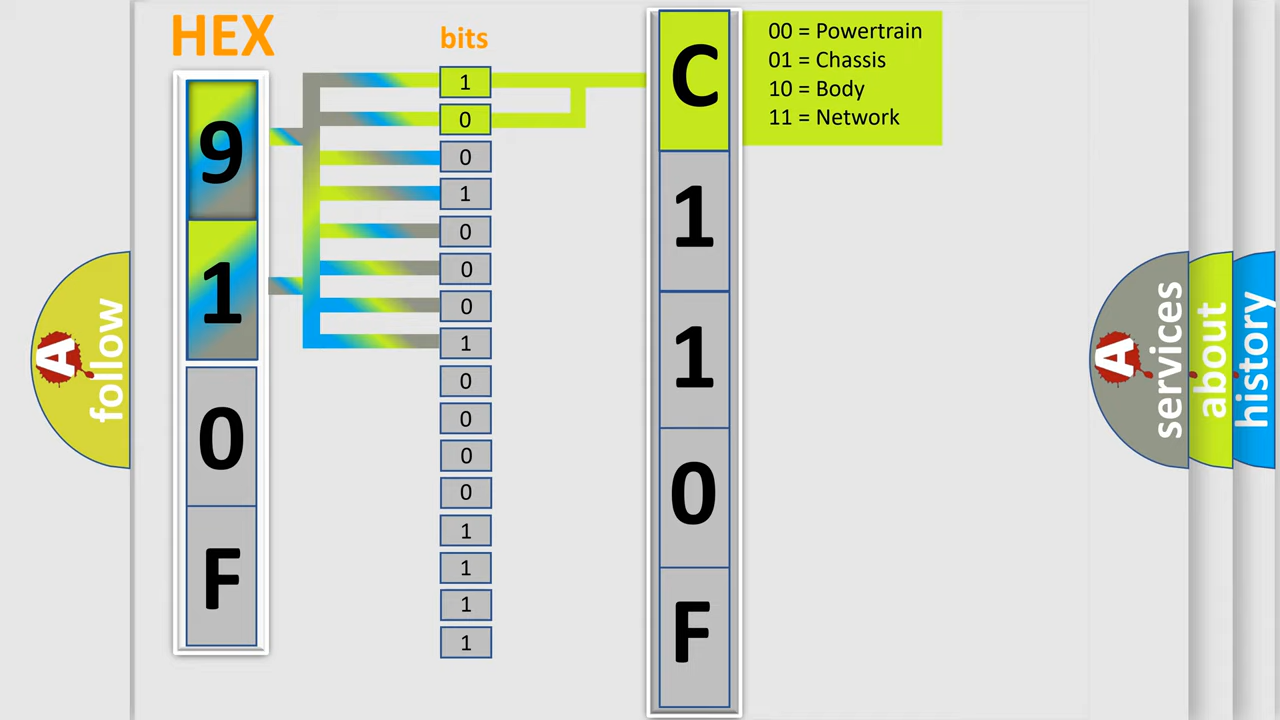 HEX
9
1
0
F
bits
1
0
0
1
0
0
0
1
0
0
0
0
1
1
1
1
C
1
1
0
F
00 = Powertrain
01 = Chassis
10 = Body
11 = Network
A
follow
A
services
about
history